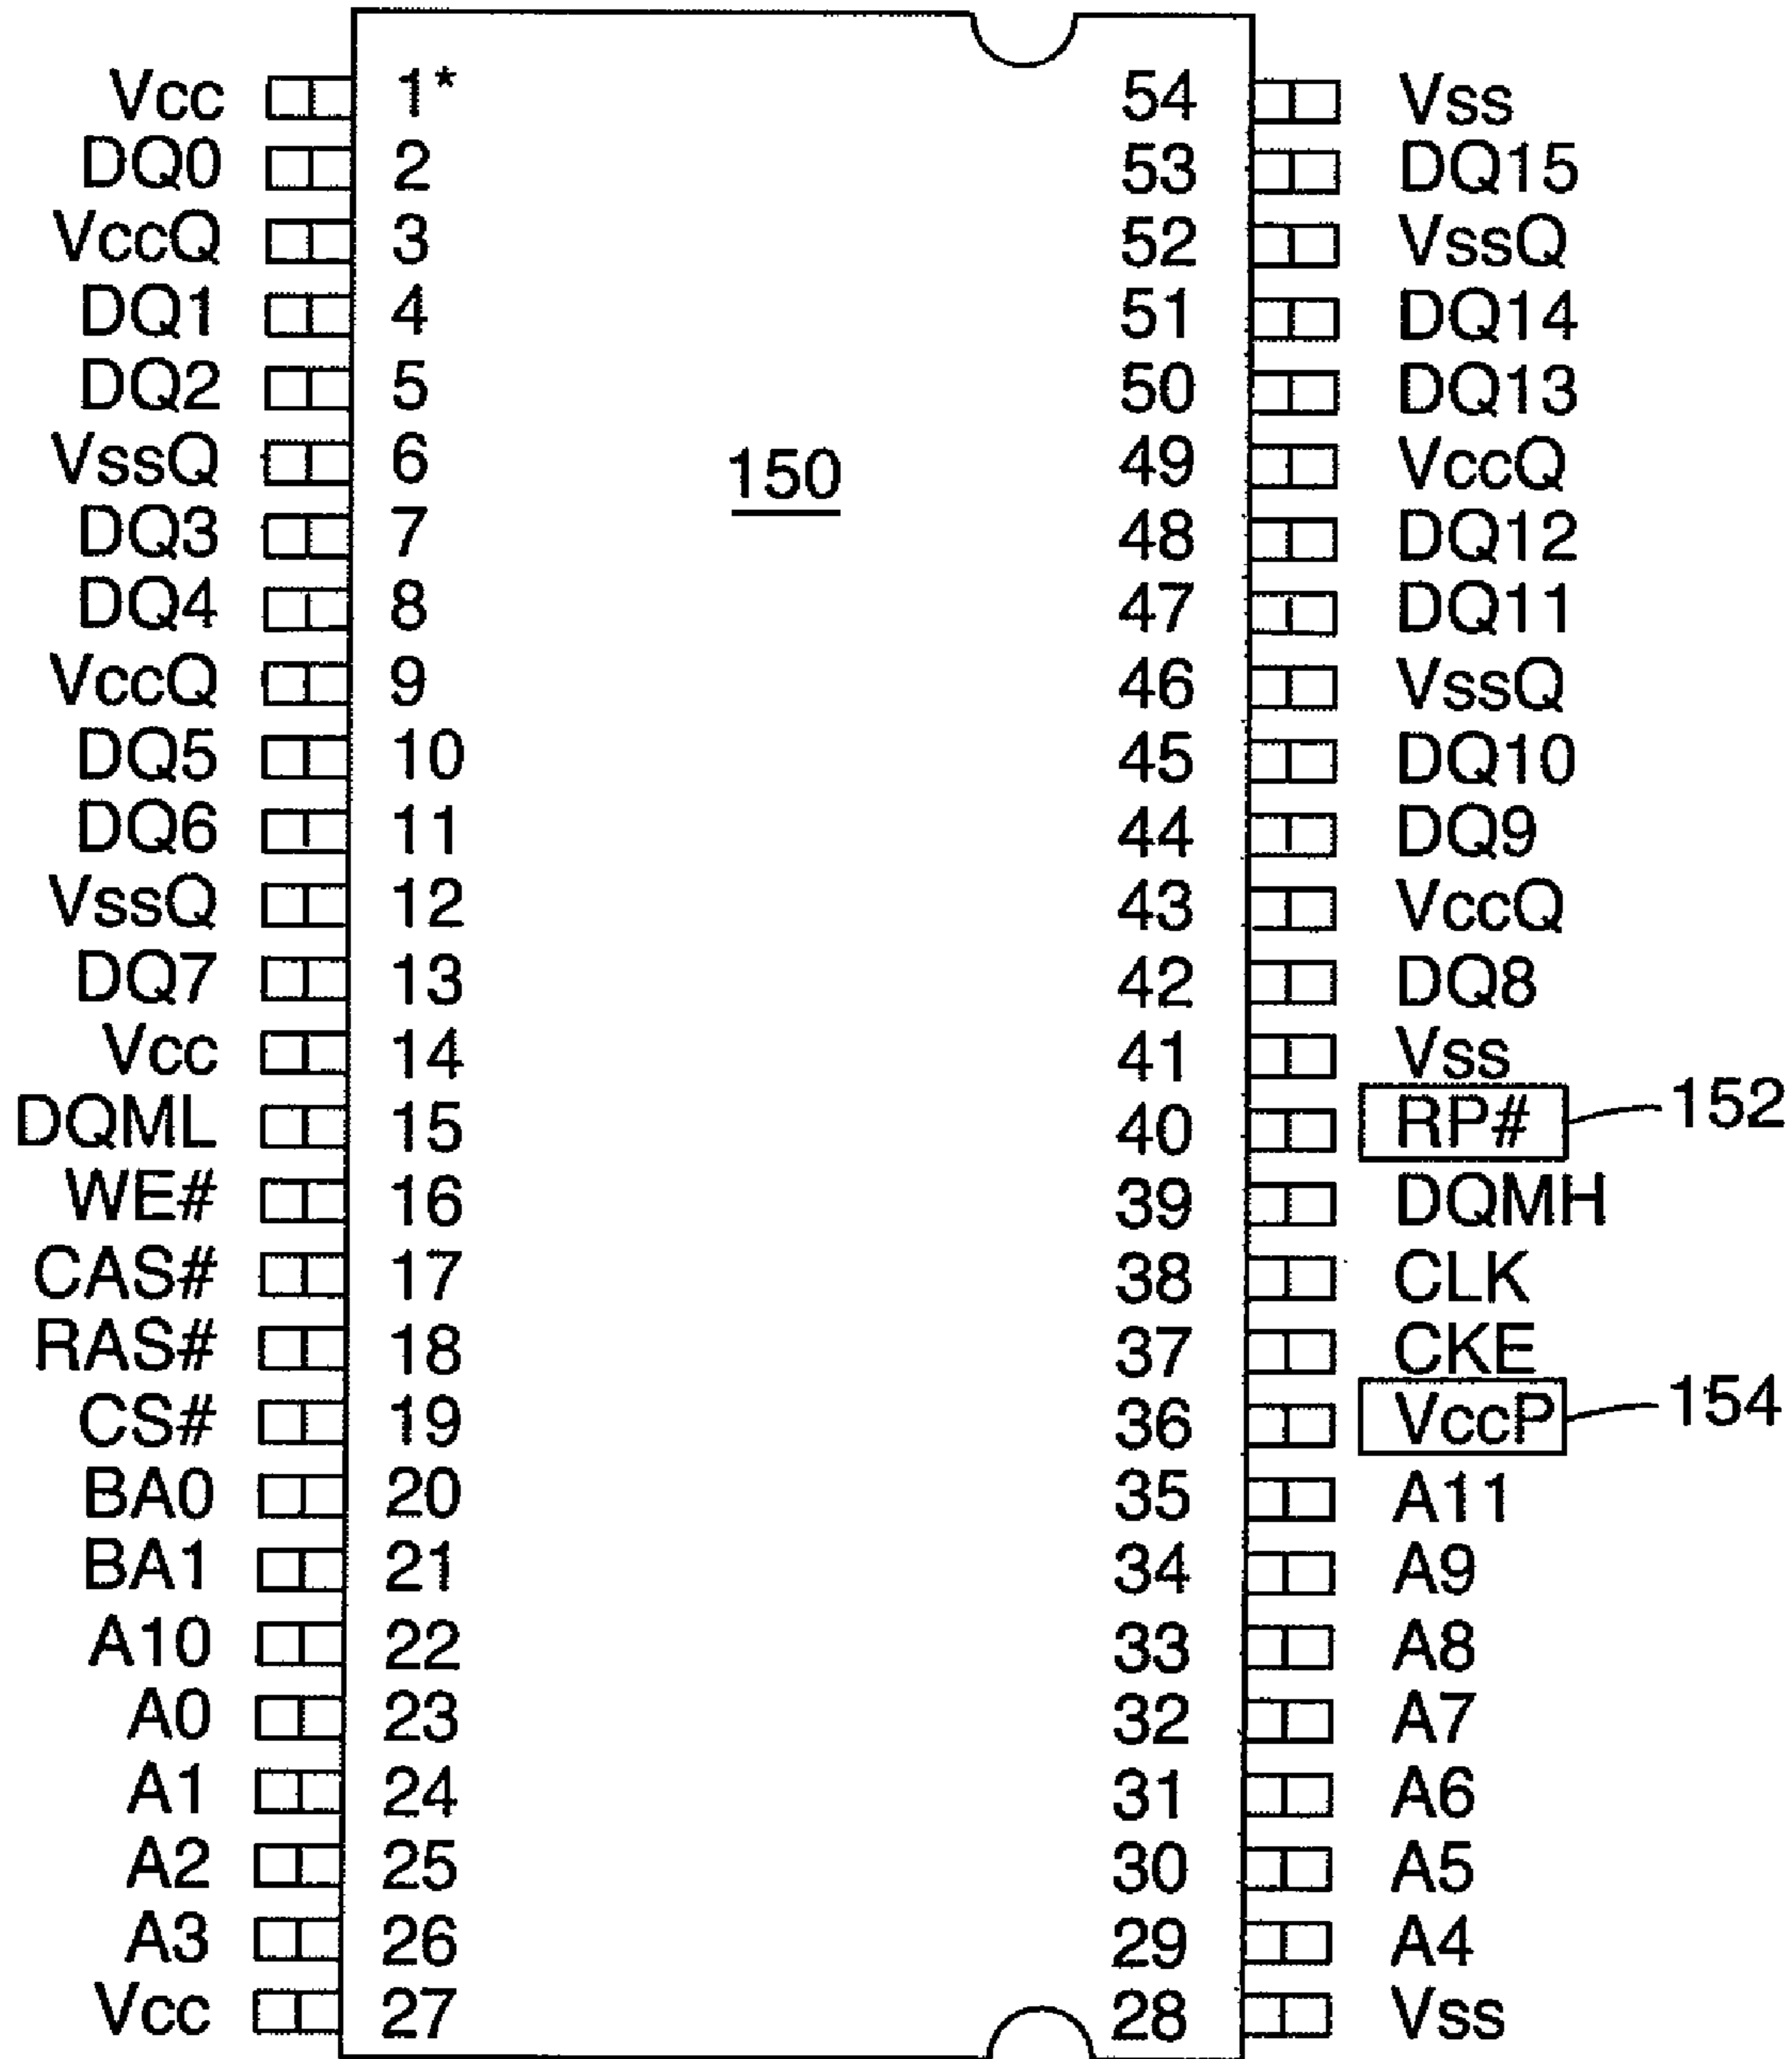 Vcc 1* 54 Vss
DQ0 2 53 DQ15
VccQ 3 52 VssQ
DQ1 4 51 DQ14
DQ2 5 50 DQ13
VssQ 6 150 49 VccQ
DQ3 7 48 DQ12
DQ4 8 47 DQ11
VccQ 9 46 VssQ
DQ5 10 45 DQ10
DQ6 11 44 DQ9
VssQ 12 43 VccQ
DQ7 13 42 DQ8
Vcc 14 41 Vss
DQML 15 40 RP# 152
WE# 16 39 DQMH
CAS# 17 38 CLK
RAS# 18 37 CKE
CS# 19 36 VccP 154
BA0 20 35 A11
BA1 21 34 A9
A10 22 33 A8
A0 23 32 A7
A1 24 31 A6
A2 25 30 A5
A3 26 29 A4
Vcc 27 28 Vss